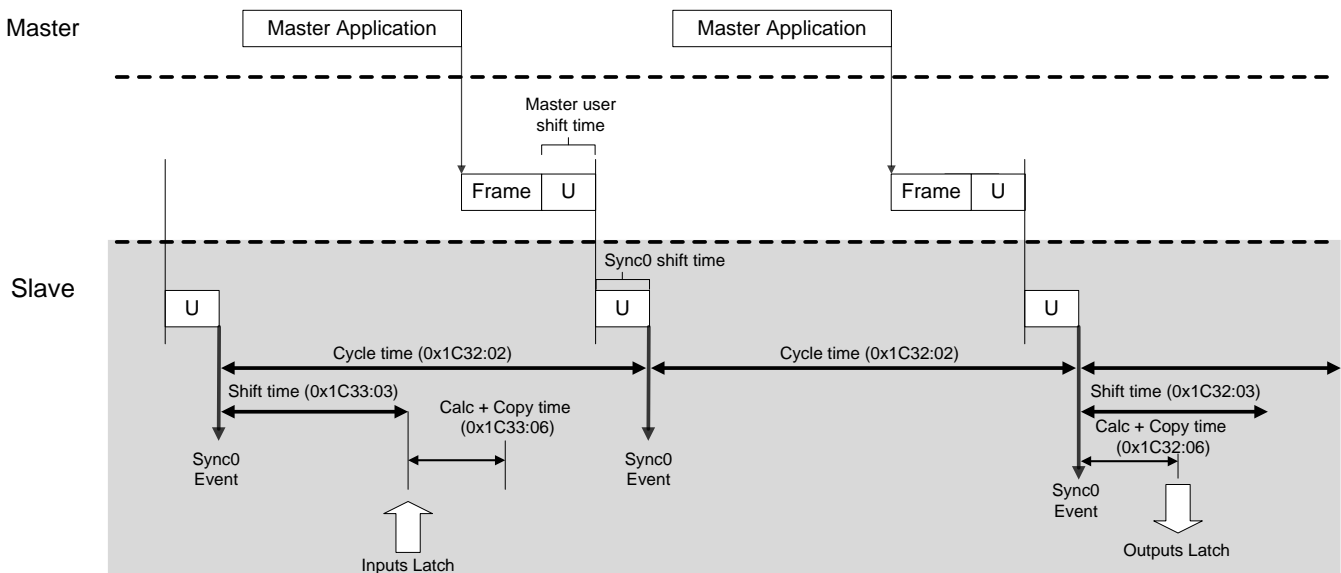 Master
Master Application
Master Application
Master user
shift time
Frame
U
Frame
U
Slave
Sync0 shift time
U
U
U
Cycle time (0x1C32:02)
Cycle time (0x1C32:02)
Shift time (0x1C33:03)
Shift time (0x1C32:03)
Calc + Copy time
(0x1C33:06)
Calc + Copy time
(0x1C32:06)
Sync0
Event
Sync0
Event
Sync0
Event
Inputs Latch
Outputs Latch